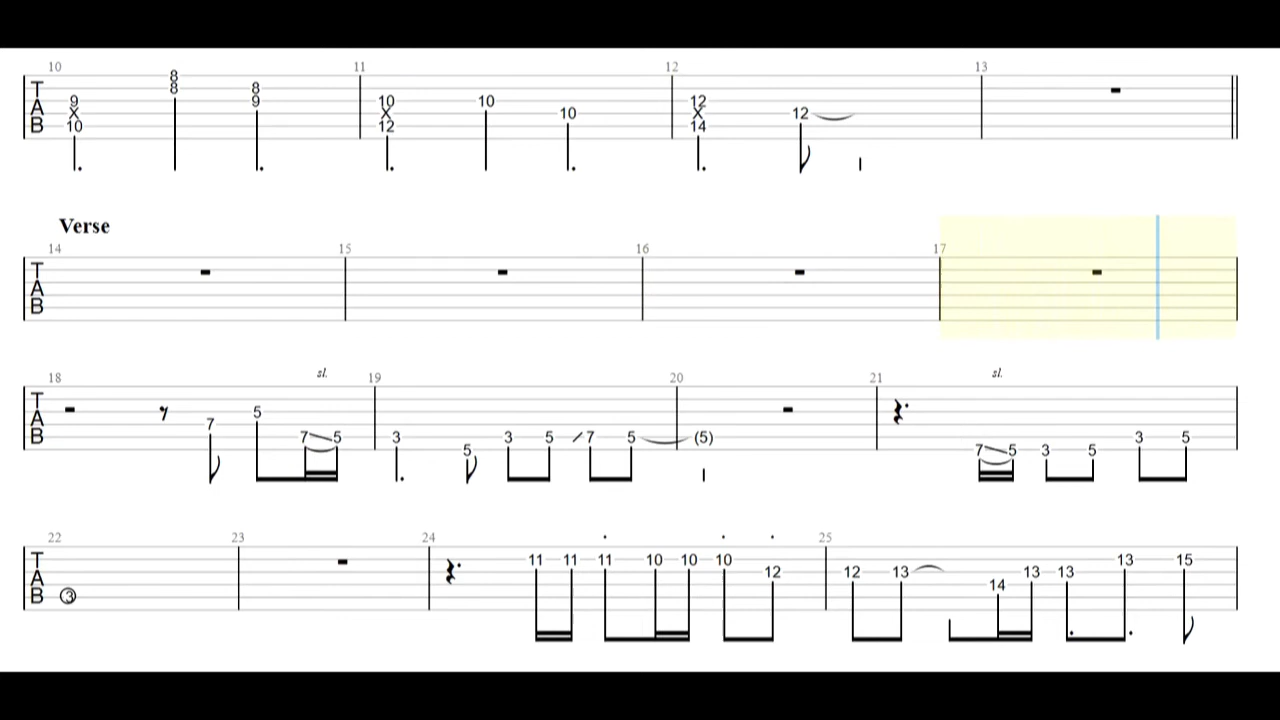 10 11 12 13
8
T 8 8
A 9 9 10 10 12
X X 10 X 12
B 10 12 14
Verse
14 15 16 17
T
A
B
18 sl. 19 20 21 sl.
T
A 7 5
B 7 5 3 3 5 7 5 (5) 3 5
5 7 5 3 5
22 23 24 25
T 11 11 11 10 10 10 13 15
A 12 12 13 13 13
14
B 3